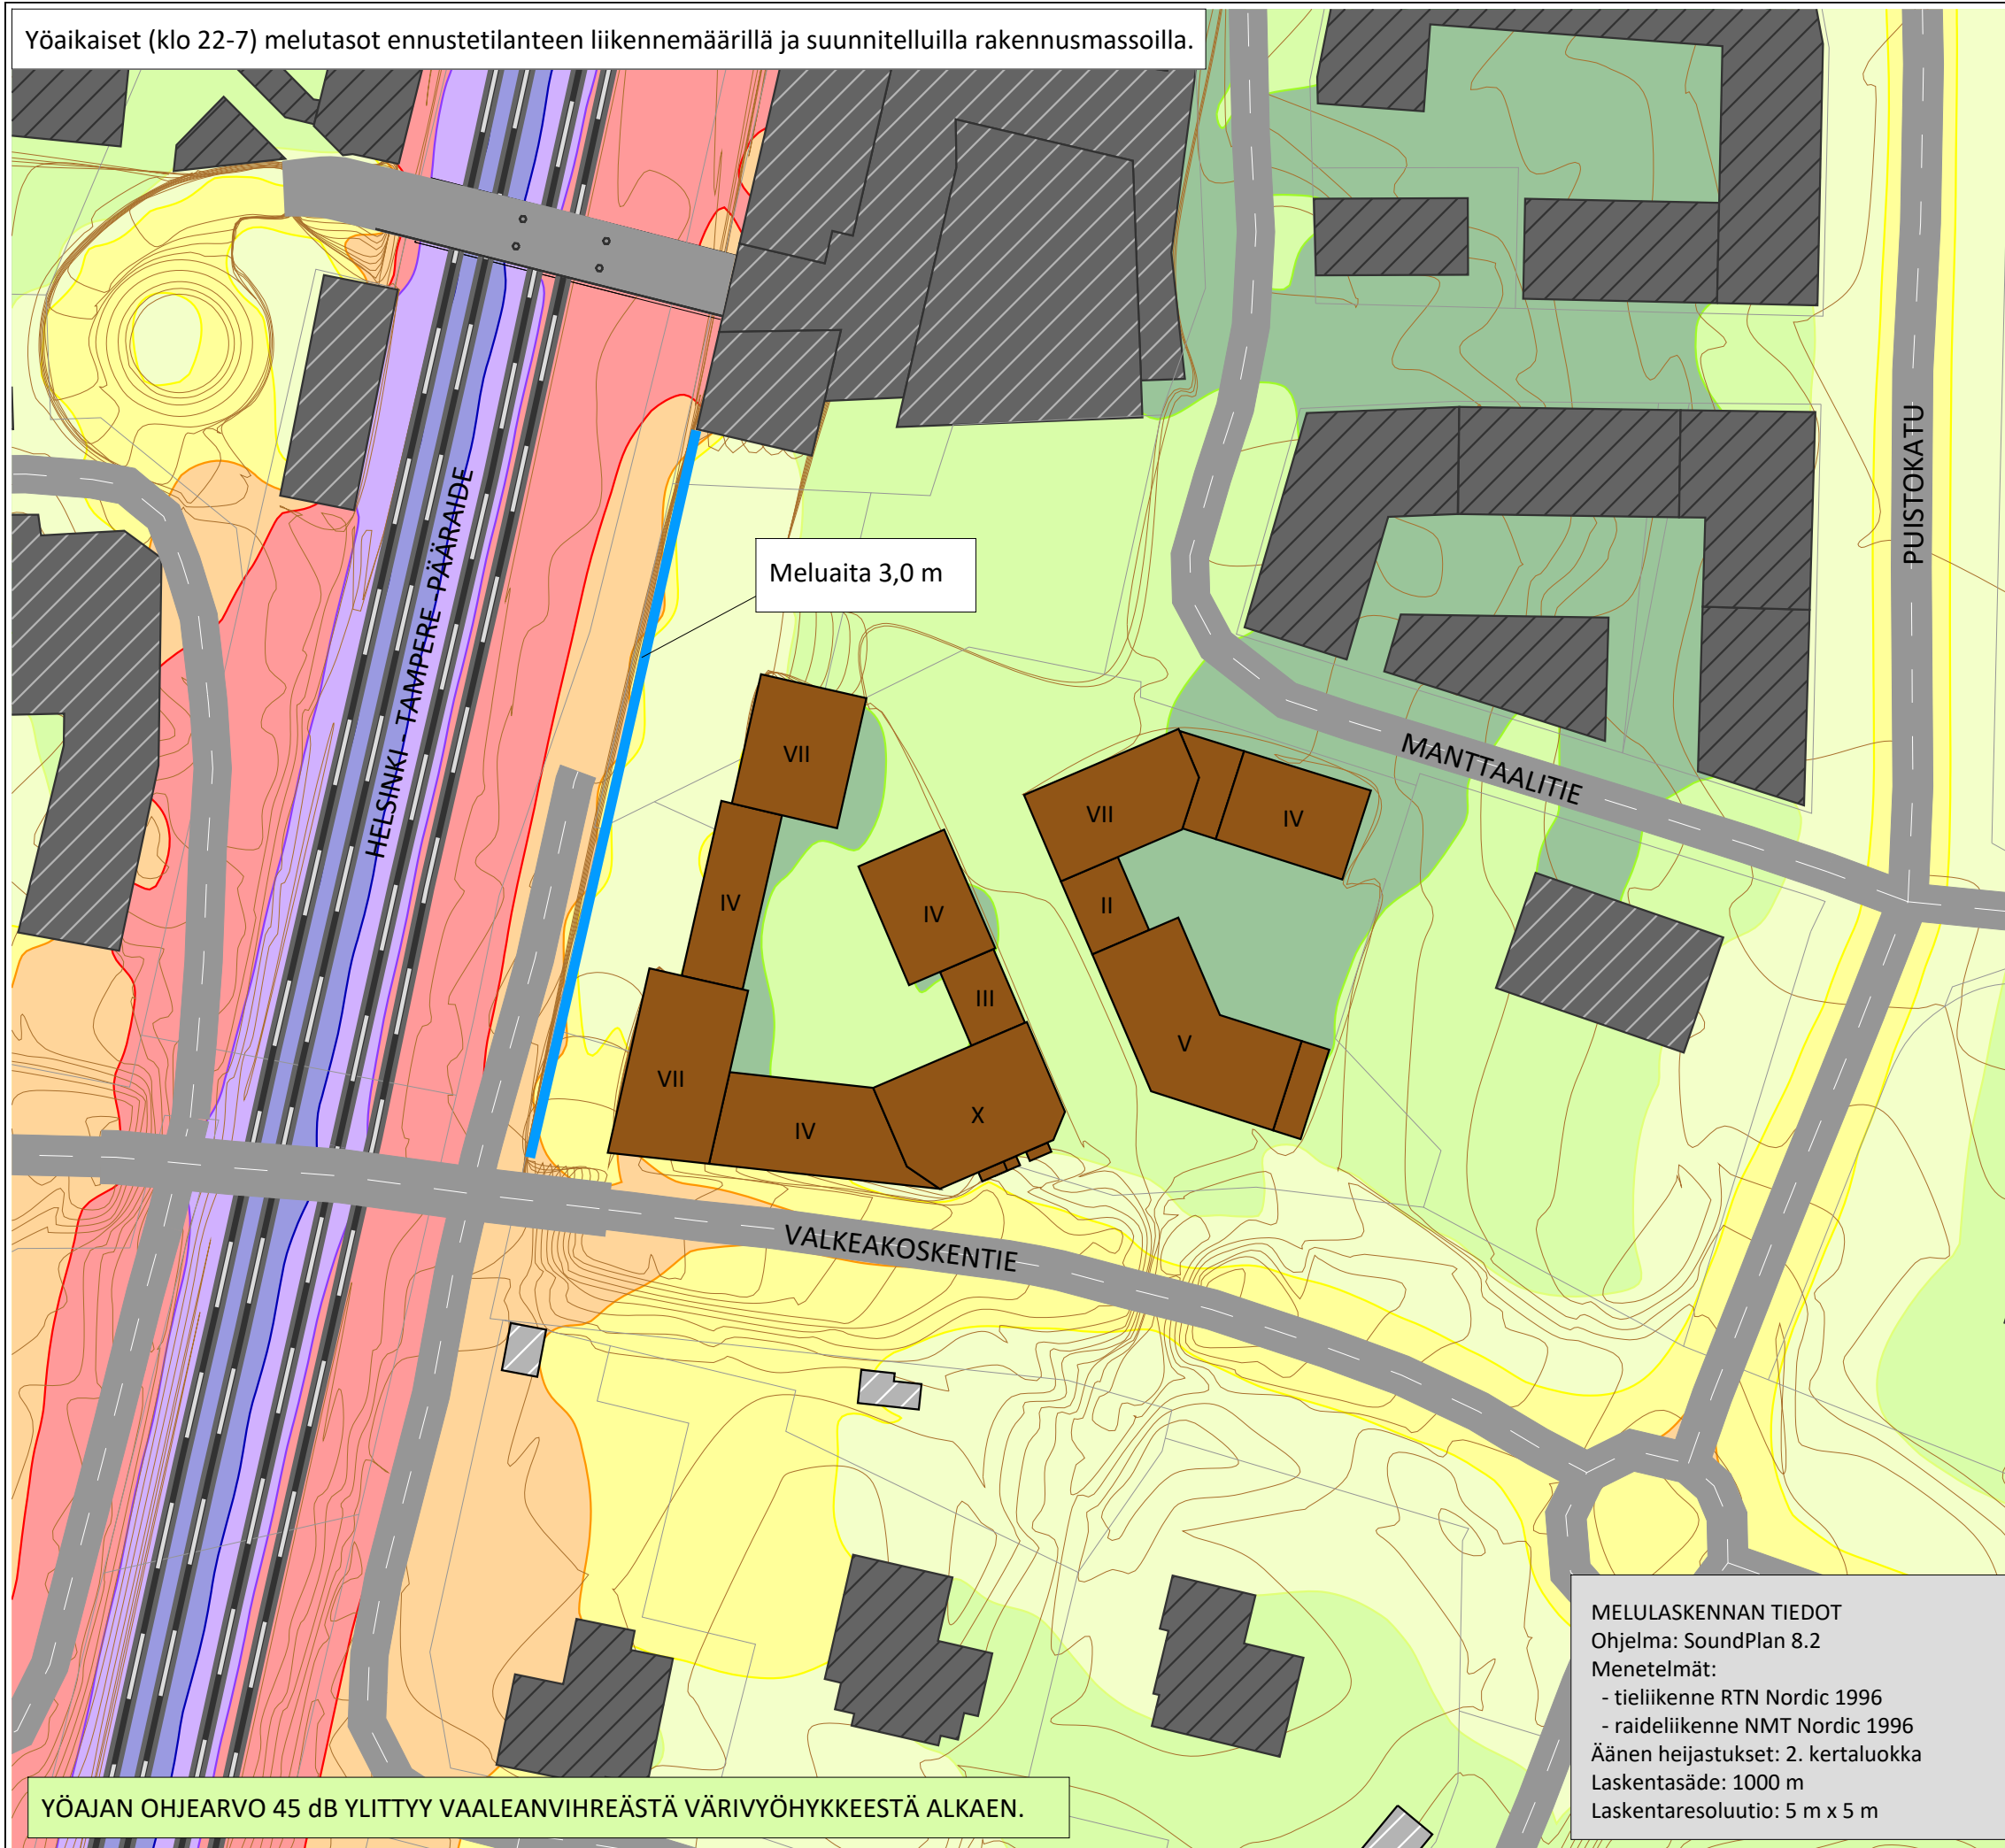 Yöaikaiset (klo 22-7) melutasot ennustetilanteen liikennemäärillä ja suunnitelluilla rakennusmassoilla.
PUISTOKATU
HELSINKI - TAMPERE -PÄÄRAIDE
Meluaita 3,0 m
MANTTAALITIE
VII
VII
IV
IV
IV
II
III
V
VII
X
IV
VALKEAKOSKENTIE
MELULASKENNAN TIEDOT
Ohjelma: SoundPlan 8.2
Menetelmät:
- tieliikenne RTN Nordic 1996
- raideliikenne NMT Nordic 1996
Äänen heijastukset: 2. kertaluokka
Laskentasäde: 1000 m
Laskentaresoluutio: 5 m x 5 m
YÖAJAN OHJEARVO 45 dB YLITTYY VAALEANVIHREÄSTÄ VÄRIVYÖHYKKEESTÄ ALKAEN.